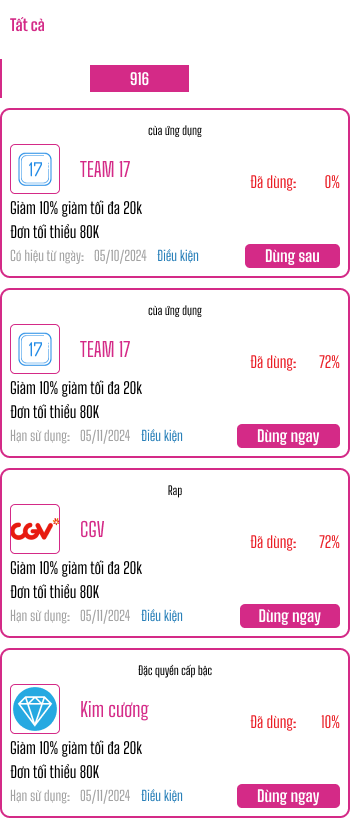 Tất cả
916
của ứng dụng
17
TEAM 17
Đã dùng: 0%
Giảm 10% giảm tối đa 20k
Đơn tối thiểu 80K
Có hiệu từ ngày: 05/10/2024 Điều kiện
Dùng sau
của ứng dụng
17
TEAM 17
Đã dùng: 72%
Giảm 10% giảm tối đa 20k
Đơn tối thiểu 80K
Hạn sử dụng: 05/11/2024 Điều kiện
Dùng ngay
Rạp
CGV
CGV
Đã dùng: 72%
Giảm 10% giảm tối đa 20k
Đơn tối thiểu 80K
Hạn sử dụng: 05/11/2024 Điều kiện
Dùng ngay
Đặc quyền cấp bậc
Kim cương
Đã dùng: 10%
Giảm 10% giảm tối đa 20k
Đơn tối thiểu 80K
Hạn sử dụng: 05/11/2024 Điều kiện
Dùng ngay